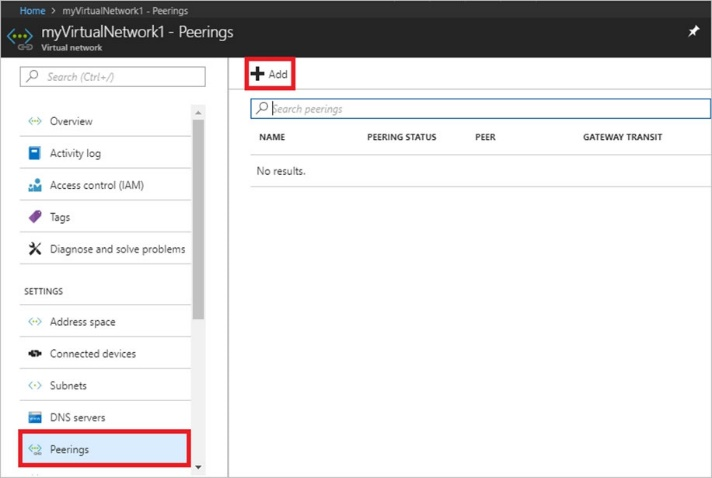 Home > myVirtualNetwork1 - Peerings
myVirtualNetwork1 - Peerings
Virtual network
Search (Ctrl+/)
Overview
Activity log
Access control (IAM)
Tags
Diagnose and solve problems
SETTINGS
Address space
Connected devices
Subnets
DNS servers
Peerings
Add
Search peerings
NAME PEERING STATUS PEER GATEWAY TRANSIT
No results.